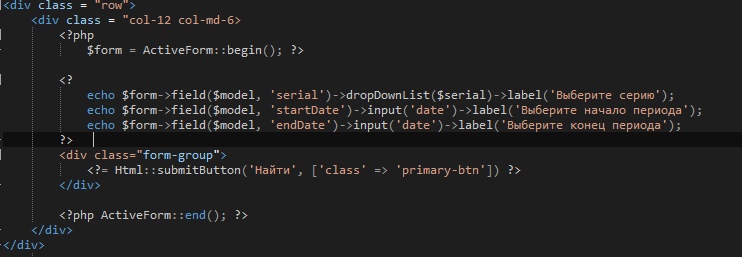 <div class = "row">
<div class = "col-12 col-md-6>
<?php
$form = ActiveForm::begin(); ?>
<?
echo $form->field($model, 'serial')->dropDownList($serial)->label('Выберите серию');
echo $form->field($model, 'startDate')->input('date')->label('Выберите начало периода');
echo $form->field($model, 'endDate')->input('date')->label('Выберите конец периода');
?>
<div class="form-group">
<?= Html::submitButton('Найти', ['class' => 'primary-btn']) ?>
</div>
<?php ActiveForm::end(); ?>
</div>
</div>